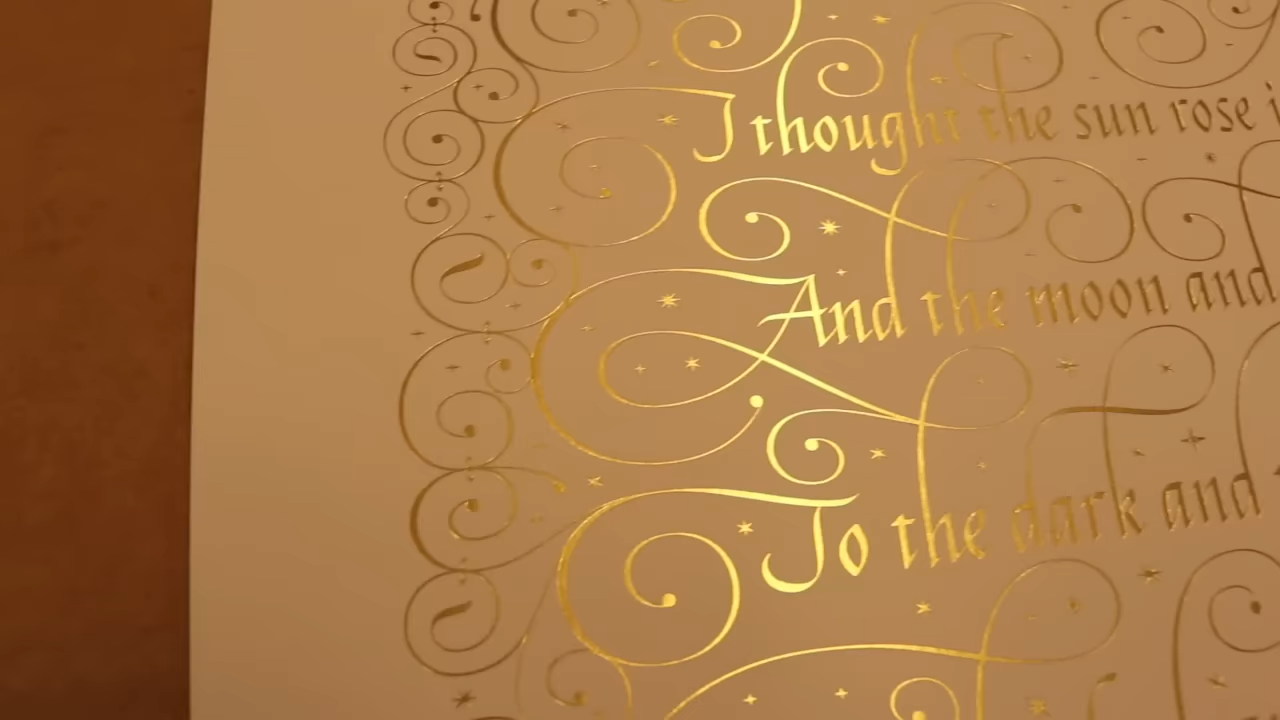 I thought the sun rose
And the moon and
To the dark and